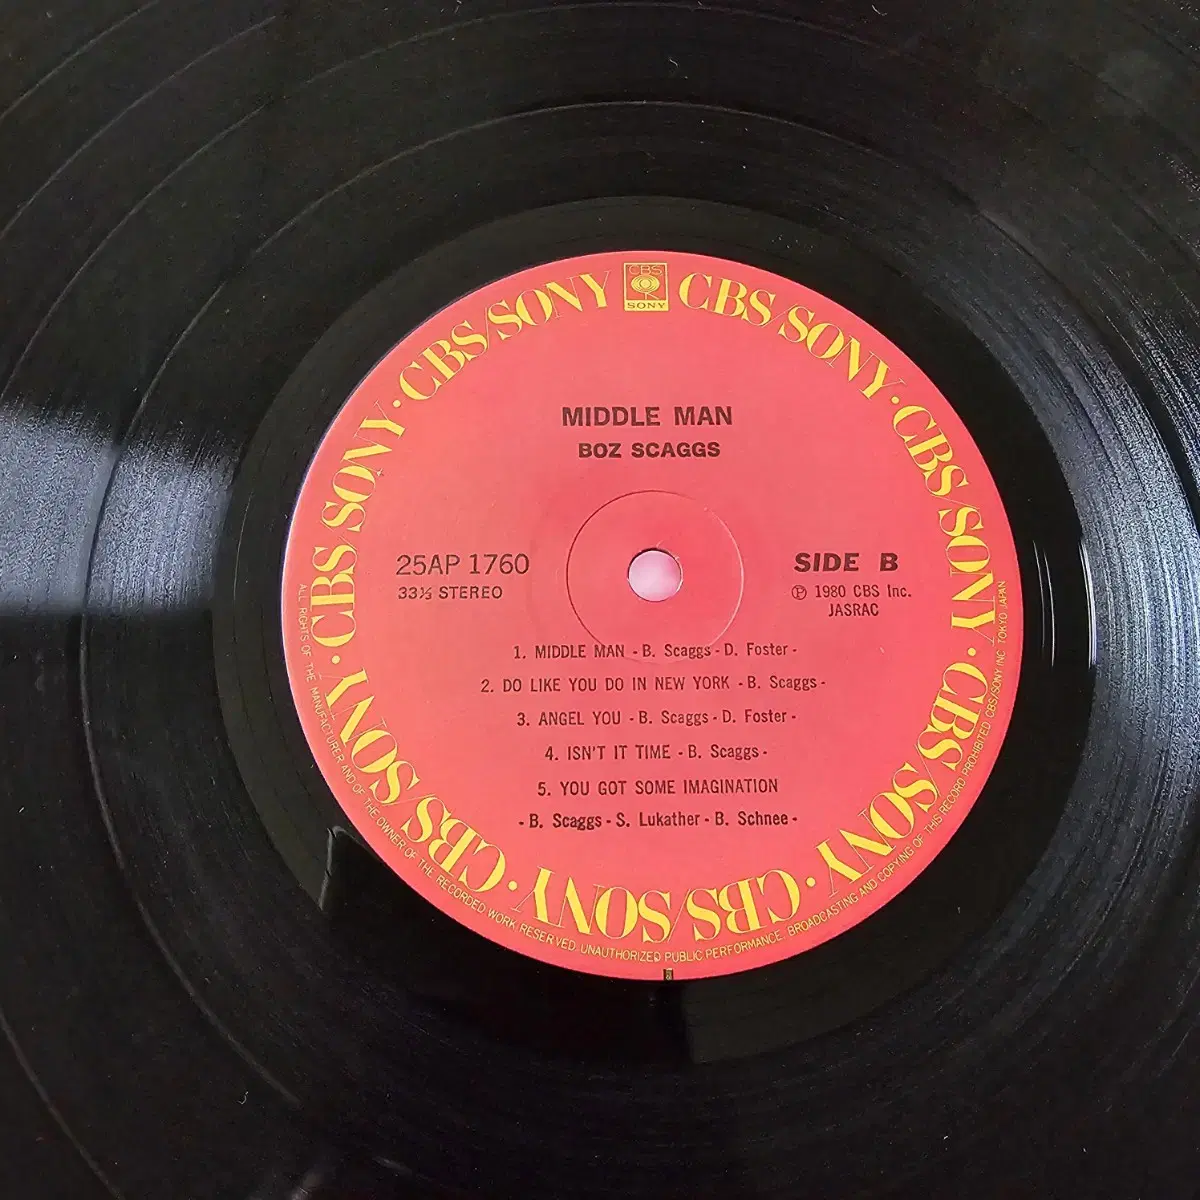 CBS
SONY
CBS/SONY · CBS/SONY · CBS/SONY · CBS/SONY · CBS/SONY · CBS/SONY · CBS/SONY · CBS/SONY
MIDDLE MAN
BOZ SCAGGS
25AP 1760
33⅓ STEREO
SIDE B
Ⓟ 1980 CBS Inc.
JASRAC
1. MIDDLE MAN - B. Scaggs - D. Foster -
2. DO LIKE YOU DO IN NEW YORK - B. Scaggs -
3. ANGEL YOU - B. Scaggs - D. Foster -
4. ISN'T IT TIME - B. Scaggs -
5. YOU GOT SOME IMAGINATION
- B. Scaggs - S. Lukather - B. Schnee -
ALL RIGHTS OF THE MANUFACTURER AND OF THE OWNER OF THE RECORDED WORK RESERVED. UNAUTHORIZED PUBLIC PERFORMANCE. BROADCASTING AND COPYING OF THIS RECORD PROHIBITED CBS/SONY INC. TOKYO JAPAN